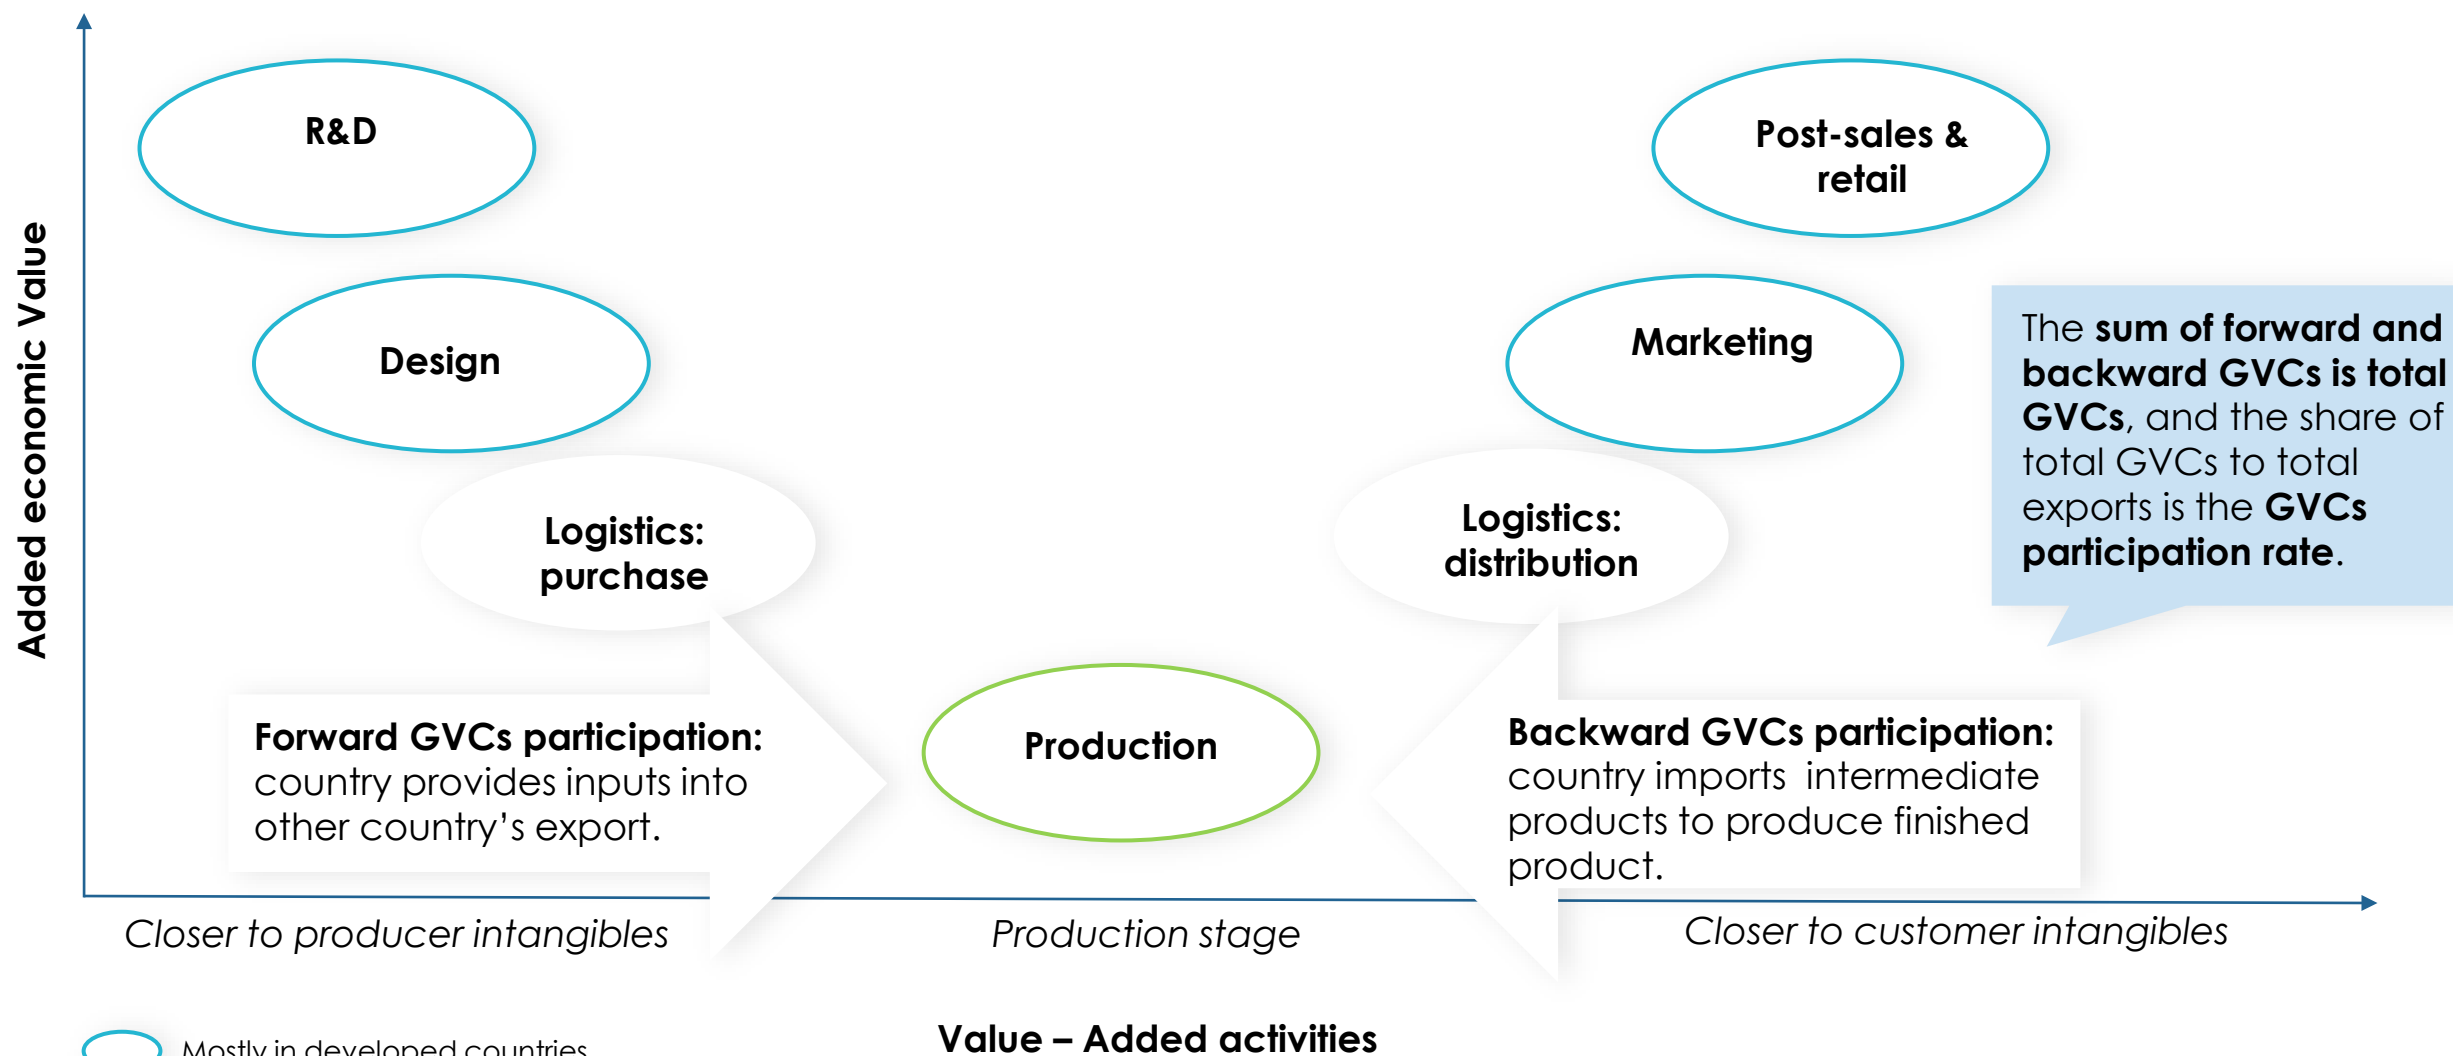 Added economic Value
R&D
Post-sales &
retail
Design
Marketing
The sum of forward and
backward GVCs is total
GVCs, and the share of
total GVCs to total
exports is the GVCs
participation rate.
Logistics:
purchase
Logistics:
distribution
Forward GVCs participation:
country provides inputs into
other country’s export.
Production
Backward GVCs participation:
country imports intermediate
products to produce finished
product.
Closer to producer intangibles
Production stage
Closer to customer intangibles
Value – Added activities
Mostly in developed countries